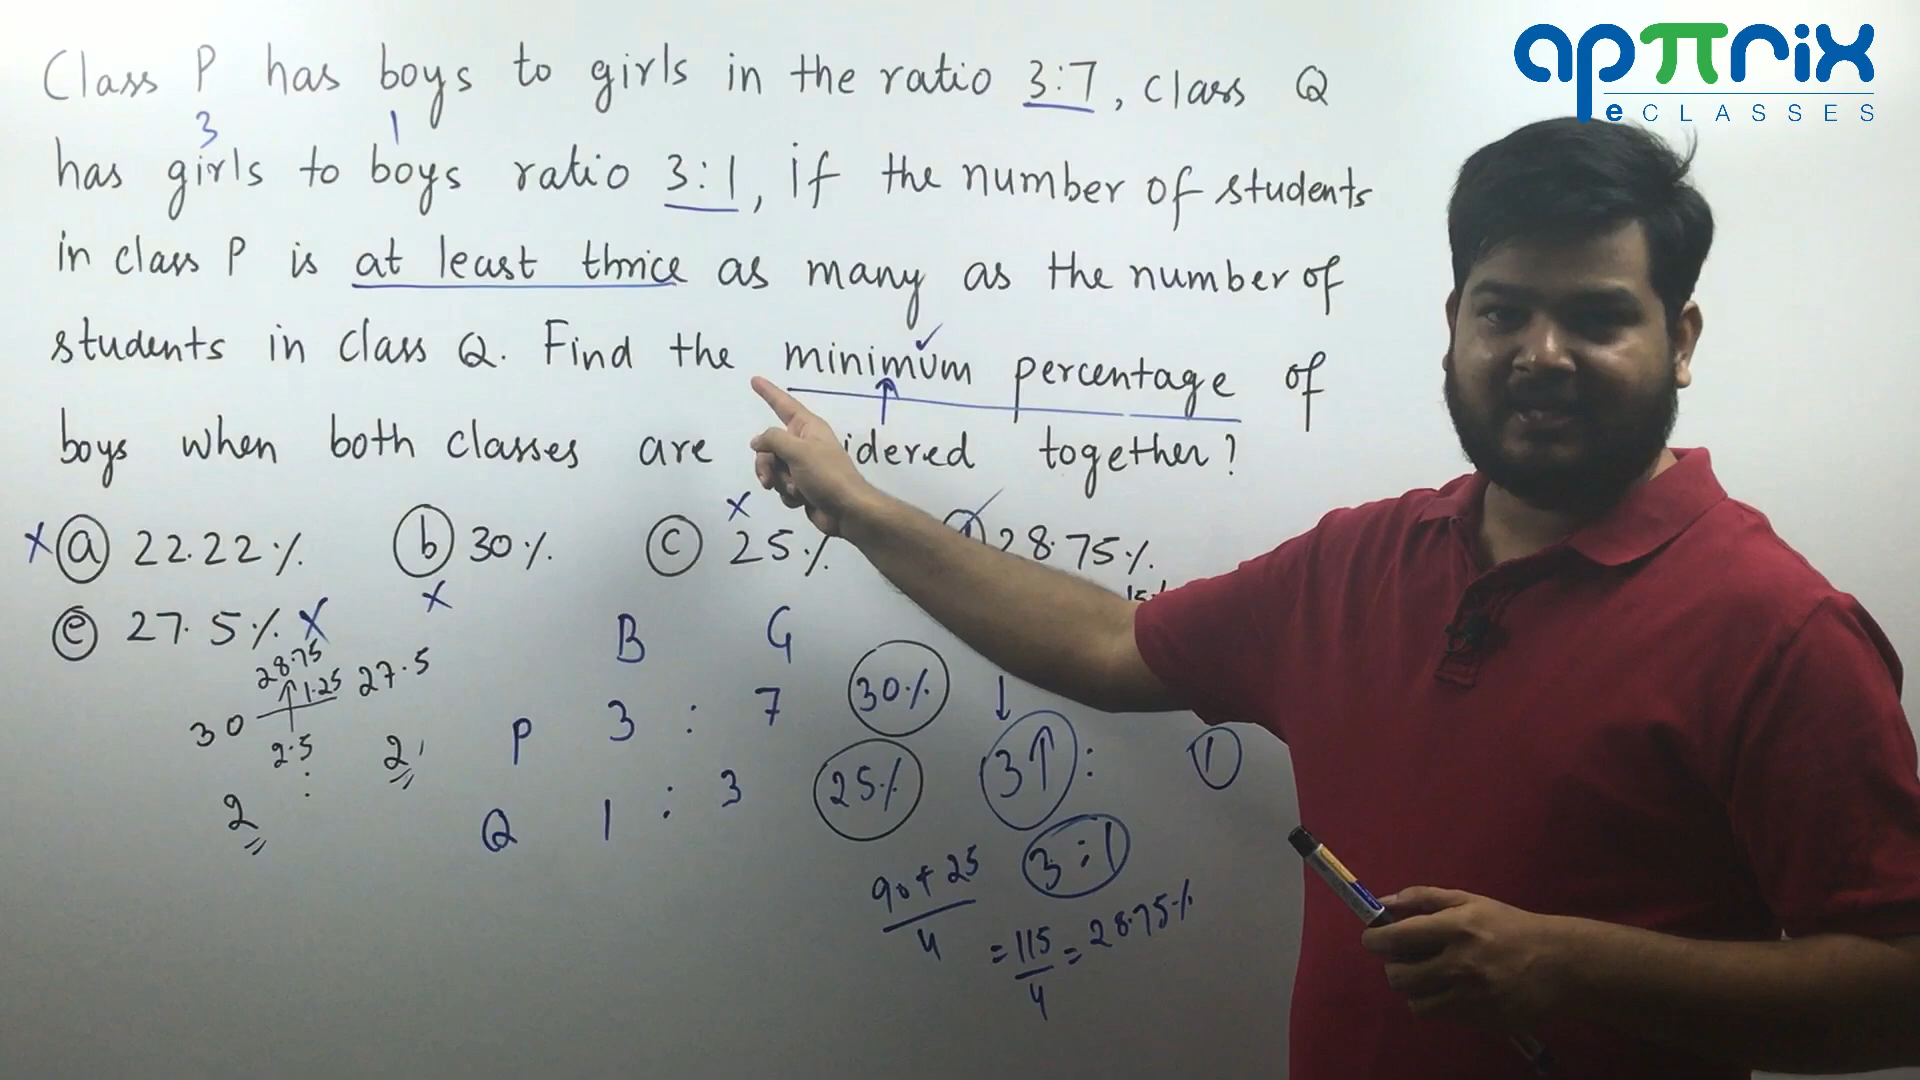 apπrix
e CLASSES
Class P has boys to girls in the ratio 3:7, class Q
3 1
has girls to boys ratio 3:1, if the number of students
in class P is at least thrice as many as the number of
students in class Q. Find the minimum percentage of
boys when both classes are idered together?
x a 22.22% b 30% c x 25% 28.75%
x
e 27.5% x
28.75
1.25 27.5
30
2.5
2 : 2
B G
P 3 : 7 30%
Q 1 : 3 25% 3↑ : 1
3:1
90+25
4
= 115 = 28.75%
4